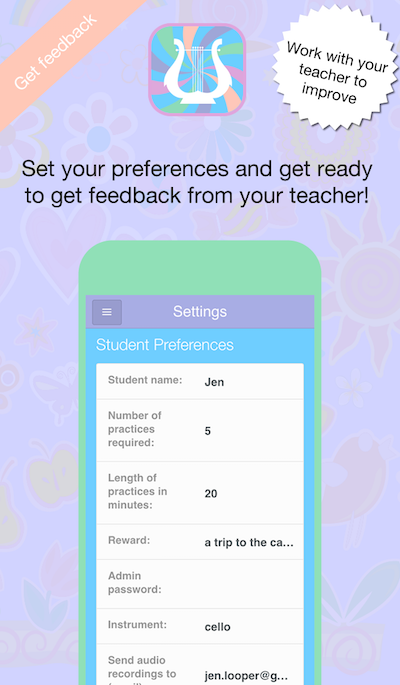 Get feedback
Work with your
teacher to
improve
Set your preferences and get ready
to get feedback from your teacher!
Settings
Student Preferences
Student name:
Jen
Number of
practices
required:
5
Length of
practices in
minutes:
20
Reward:
a trip to the ca...
Admin
password:
Instrument:
cello
Send audio
recordings to
jen.looper@g...